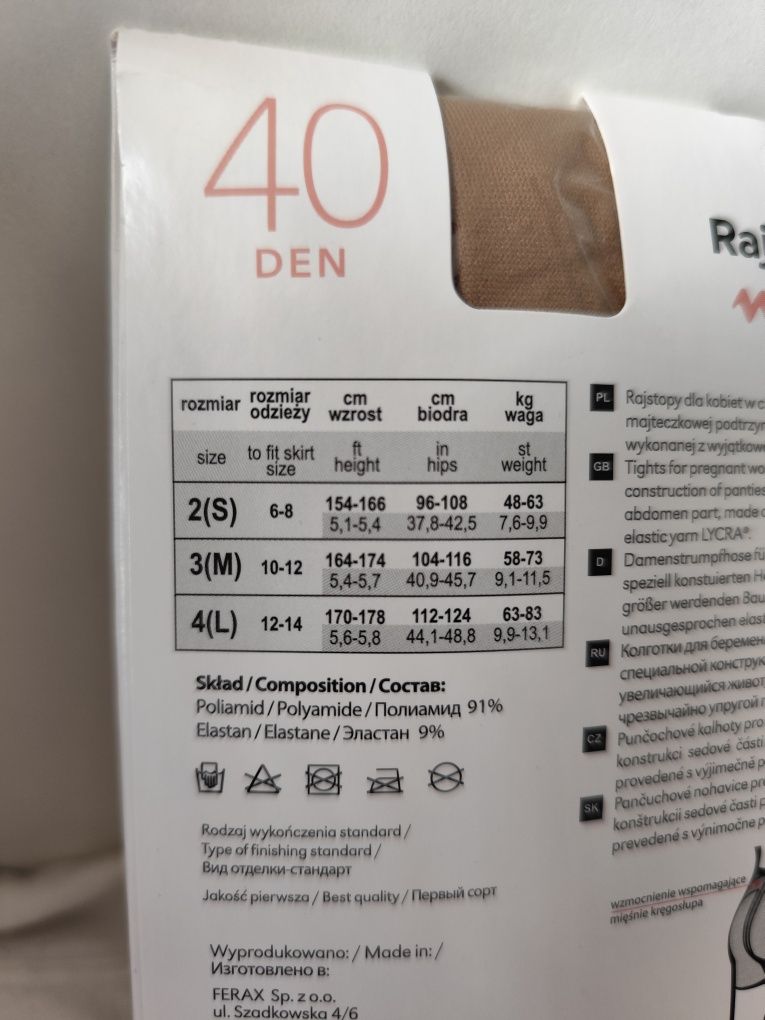 40
DEN
rozmiar rozmiar odzieży cm wzrost cm biodra kg waga
size to fit skirt size ft height in hips st weight
2(S) 6-8 154-166 96-108 48-63
5,1-5,4 37,8-42,5 7,6-9,9
3(M) 10-12 164-174 104-116 58-73
5,4-5,7 40,9-45,7 9,1-11,5
4(L) 12-14 170-178 112-124 63-83
5,6-5,8 44,1-48,8 9,9-13,1
Skład / Composition / Состав:
Poliamid / Polyamide / Полиамид 91%
Elastan / Elastane / Эластан 9%
Rodzaj wykończenia standard /
Type of finishing standard /
Вид отделки-стандарт
Jakość pierwsza / Best quality / Первый сорт
Wyprodukowano: / Made in: /
Изготовлено в:
FERAX Sp. z o.o.
ul. Szadkowska 4/6
Raj
PL Rajstopy dla kobiet w c
majteczkowej podtrzym
wykonanej z wyjątkow
GB Tights for pregnant wo
construction of panties
abdomen part, made o
elastic yarn LYCRA®.
D Damenstrumpfhose fü
speziell konstuierten H
größer werdenden Bau
unausgesprochen elast
RU Колготки для беремен
специальной конструк
увеличающийся живот
чрезвычайно упругой п
CZ Punčochové kalhoty pro
konstrukci sedové části
provedené s výjimečně p
SK Pančuchové nohavice pre
konštrukcii sedové časti p
prevedené s výnimočne p
wzmocnienie wspomagające
mięśnie kręgosłupa